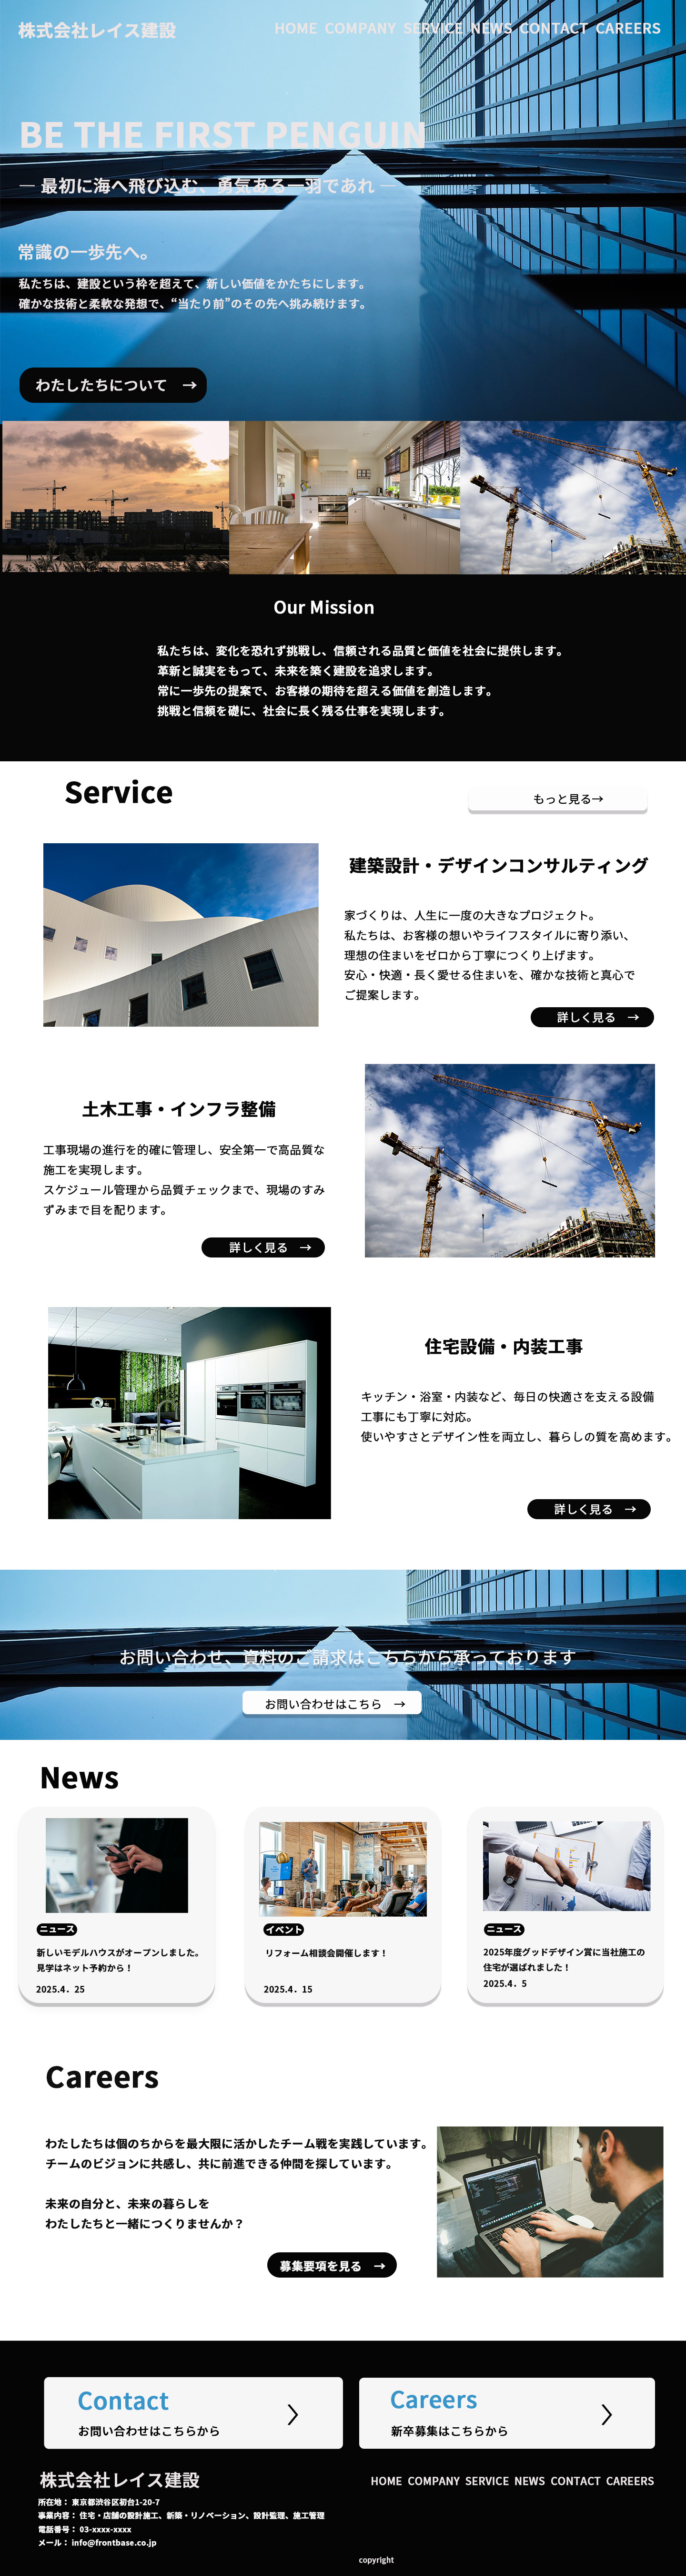 株式会社レイス建設
HOME COMPANY SERVICE NEWS CONTACT CAREERS
BE THE FIRST PENGUIN
― 最初に海へ飛び込む、勇気ある一羽であれ ―
常識の一歩先へ。
私たちは、建設という枠を超えて、新しい価値をかたちにします。
確かな技術と柔軟な発想で、“当たり前”のその先へ挑み続けます。
わたしたちについて →
Our Mission
私たちは、変化を恐れず挑戦し、信頼される品質と価値を社会に提供します。
革新と誠実をもって、未来を築く建設を追求します。
常に一歩先の提案で、お客様の期待を超える価値を創造します。
挑戦と信頼を礎に、社会に長く残る仕事を実現します。
Service
もっと見る→
建築設計・デザインコンサルティング
家づくりは、人生に一度の大きなプロジェクト。
私たちは、お客様の想いやライフスタイルに寄り添い、
理想の住まいをゼロから丁寧につくり上げます。
安心・快適・長く愛せる住まいを、確かな技術と真心で
ご提案します。
詳しく見る →
土木工事・インフラ整備
工事現場の進行を的確に管理し、安全第一で高品質な
施工を実現します。
スケジュール管理から品質チェックまで、現場のすみ
ずみまで目を配ります。
詳しく見る →
住宅設備・内装工事
キッチン・浴室・内装など、毎日の快適さを支える設備
工事にも丁寧に対応。
使いやすさとデザイン性を両立し、暮らしの質を高めます。
詳しく見る →
お問い合わせ、資料のご請求はこちらから承っております
お問い合わせはこちら →
News
ニュース
新しいモデルハウスがオープンしました。
見学はネット予約から！
2025.4．25
イベント
リフォーム相談会開催します！
2025.4．15
ニュース
2025年度グッドデザイン賞に当社施工の
住宅が選ばれました！
2025.4．5
Careers
わたしたちは個のちからを最大限に活かしたチーム戦を実践しています。
チームのビジョンに共感し、共に前進できる仲間を探しています。
未来の自分と、未来の暮らしを
わたしたちと一緒につくりませんか？
募集要項を見る →
Contact
お問い合わせはこちらから
Careers
新卒募集はこちらから
株式会社レイス建設
HOME COMPANY SERVICE NEWS CONTACT CAREERS
所在地： 東京都渋谷区初台1-20-7
事業内容： 住宅・店舗の設計施工、新築・リノベーション、設計監理、施工管理
電話番号： 03-xxxx-xxxx
メール： info@frontbase.co.jp
copyright